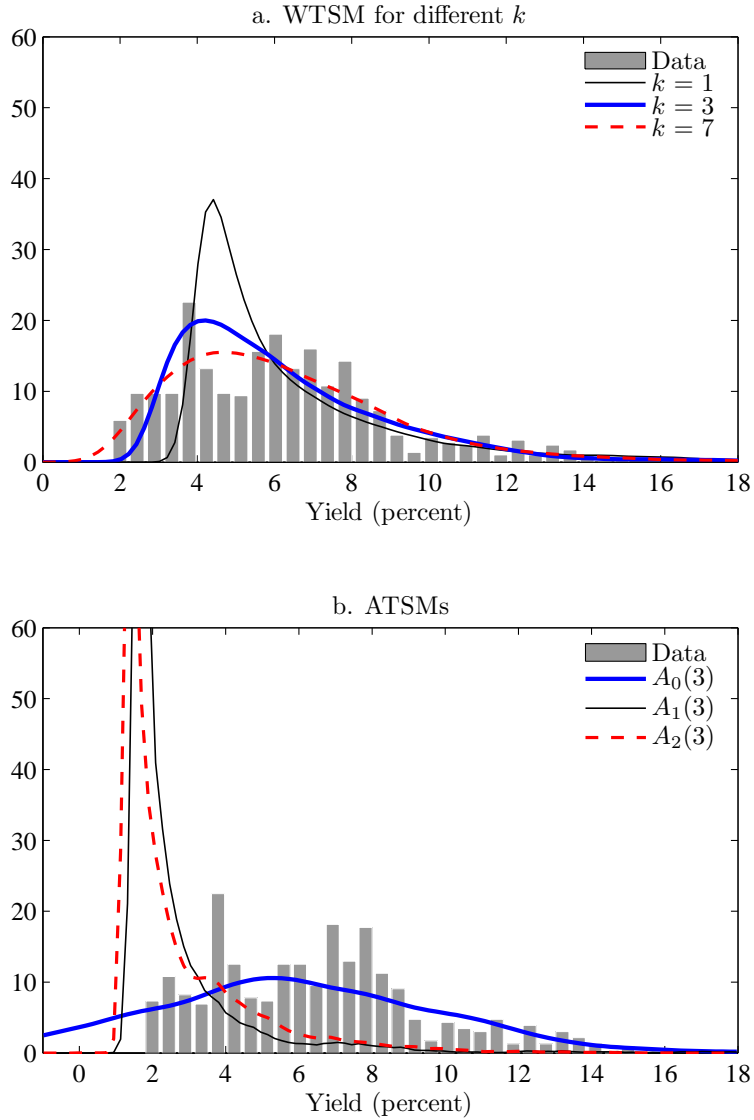 a. WTSM for different k
60
50
40
30
20
10
0
Data
k = 1
k = 3
k = 7
0 2 4 6 8 10 12 14 16 18
Yield (percent)
b. ATSMs
60
50
40
30
20
10
0
Data
A₀(3)
A₁(3)
A₂(3)
0 2 4 6 8 10 12 14 16 18
Yield (percent)